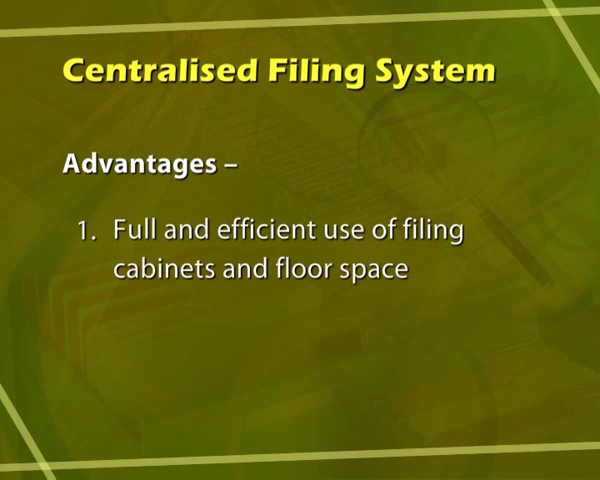 Centralised Filing System
Advantages –
1. Full and efficient use of filing
cabinets and floor space